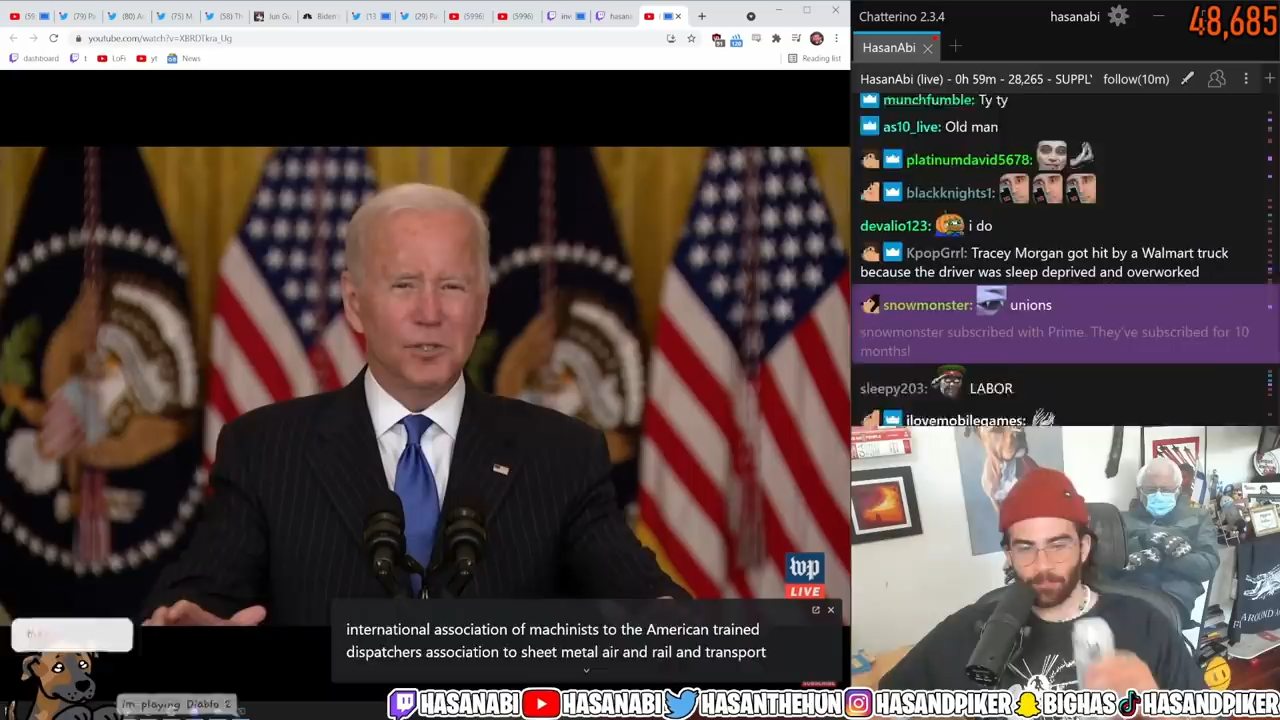 Chatterino 2.3.4
hasanabi
48,685
youtube.com/watch?v=XBRDTkra_Ug
dashboard
t
LoFi
yt
News
Reading list
HasanAbi
HasanAbi (live) - 0h 59m - 28,265 - SUPPL'
follow(10m)
munchfumble: Ty ty
as10_live: Old man
platinumdavid5678:
blackknights1:
devalio123: i do
KpopGrrl: Tracey Morgan got hit by a Walmart truck
because the driver was sleep deprived and overworked
snowmonster: unions
snowmonster subscribed with Prime. They've subscribed for 10
months!
sleepy203: LABOR
ilovemobilegames:
wp
LIVE
international association of machinists to the American trained
dispatchers association to sheet metal air and rail and transport
im playing Diablo 2
HASANABI
HASANABI
HASANTHEHUN
HASANDPIKER
BIGHAS
HASANDPIKER